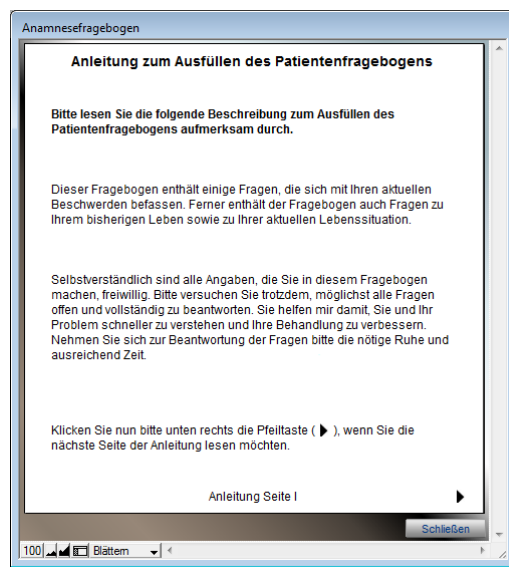 Anamnesefragebogen
Anleitung zum Ausfüllen des Patientenfragebogens
Bitte lesen Sie die folgende Beschreibung zum Ausfüllen des
Patientenfragebogens aufmerksam durch.
Dieser Fragebogen enthält einige Fragen, die sich mit Ihren aktuellen
Beschwerden befassen. Ferner enthält der Fragebogen auch Fragen zu
Ihrem bisherigen Leben sowie zu Ihrer aktuellen Lebenssituation.
Selbstverständlich sind alle Angaben, die Sie in diesem Fragebogen
machen, freiwillig. Bitte versuchen Sie trotzdem, möglichst alle Fragen
offen und vollständig zu beantworten. Sie helfen mir damit, Sie und Ihr
Problem schneller zu verstehen und Ihre Behandlung zu verbessern.
Nehmen Sie sich zur Beantwortung der Fragen bitte die nötige Ruhe und
ausreichend Zeit.
Klicken Sie nun bitte unten rechts die Pfeiltaste ( ▶ ), wenn Sie die
nächste Seite der Anleitung lesen möchten.
Anleitung Seite I
Schließen
100 Blättern